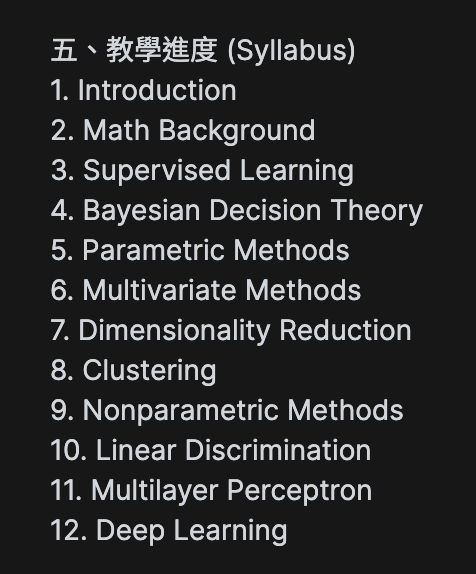 五、教學進度 (Syllabus)
1. Introduction
2. Math Background
3. Supervised Learning
4. Bayesian Decision Theory
5. Parametric Methods
6. Multivariate Methods
7. Dimensionality Reduction
8. Clustering
9. Nonparametric Methods
10. Linear Discrimination
11. Multilayer Perceptron
12. Deep Learning